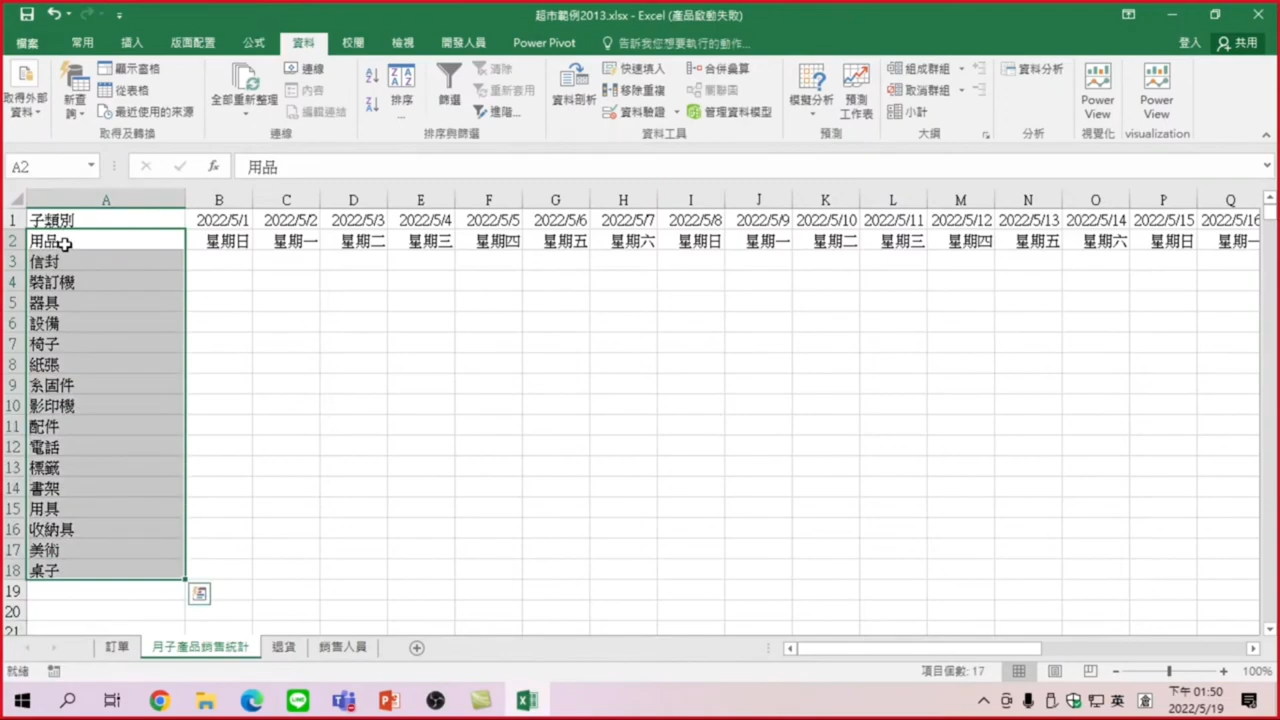 超市範例2013.xlsx - Excel (產品啟動失敗)
檔案 常用 插入 版面配置 公式 資料 校閱 檢視 開發人員 Power Pivot 告訴我您想要執行的動作... 登入 共用
取得外部資料 新查詢 顯示窗格 從表格 最近使用的來源 取得及轉換
全部重新整理 連線 內容 編輯連結 連線
排序... 篩選 清除 重新套用 進階... 排序與篩選
資料剖析 快速填入 移除重複 資料驗證 合併彙算 關聯圖 管理資料模型 資料工具
模擬分析 預測工作表 預測
組成群組 取消群組 小計 大綱
資料分析 分析
Power View 視覺化
Power View visualization
A2 fx 用品
A B C D E F G H I J K L M N O P Q
1 子類別 2022/5/1 2022/5/2 2022/5/3 2022/5/4 2022/5/5 2022/5/6 2022/5/7 2022/5/8 2022/5/9 2022/5/10 2022/5/11 2022/5/12 2022/5/13 2022/5/14 2022/5/15 2022/5/16
2 用品 星期日 星期一 星期二 星期三 星期四 星期五 星期六 星期日 星期一 星期二 星期三 星期四 星期五 星期六 星期日 星期一
3 信封
4 裝訂機
5 器具
6 設備
7 椅子
8 紙張
9 系固件
10 影印機
11 配件
12 電話
13 標籤
14 書架
15 用具
16 收納具
17 美術
18 桌子
19
20
21
訂單 月子產品銷售統計 退貨 銷售人員
就緒 項目個數: 17 100%
英 下午 01:50
2022/5/19